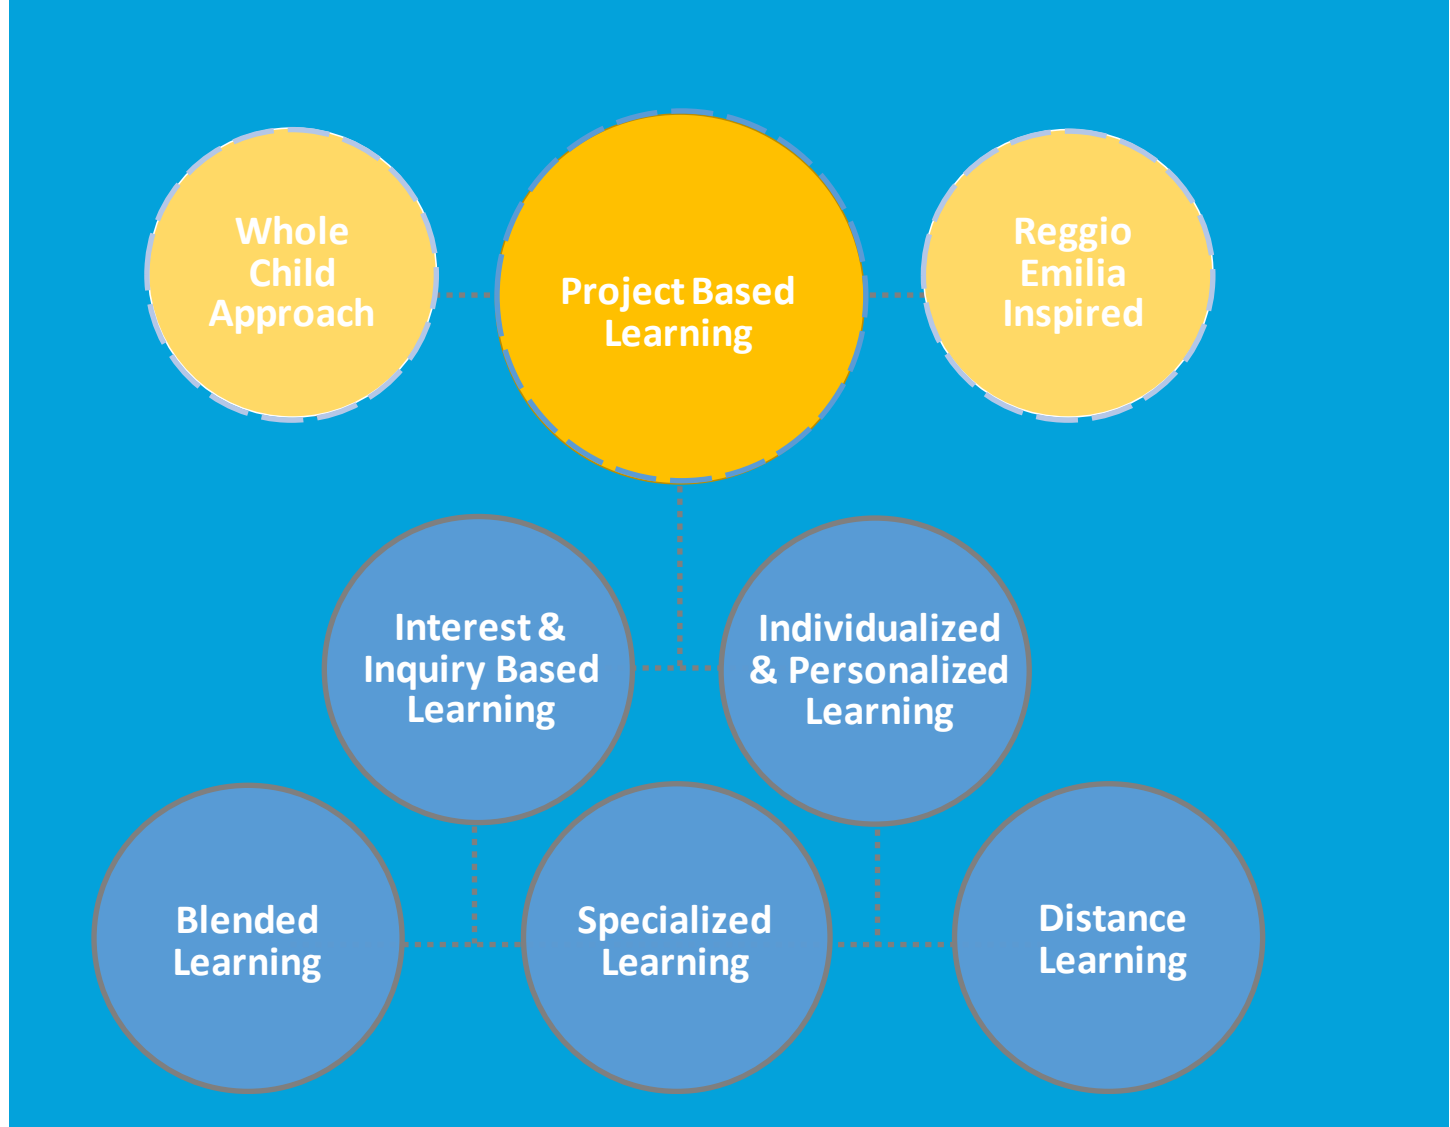 Whole
Child
Approach
Project Based
Learning
Reggio
Emilia
Inspired
Interest &
Inquiry Based
Learning
Individualized
& Personalized
Learning
Blended
Learning
Specialized
Learning
Distance
Learning